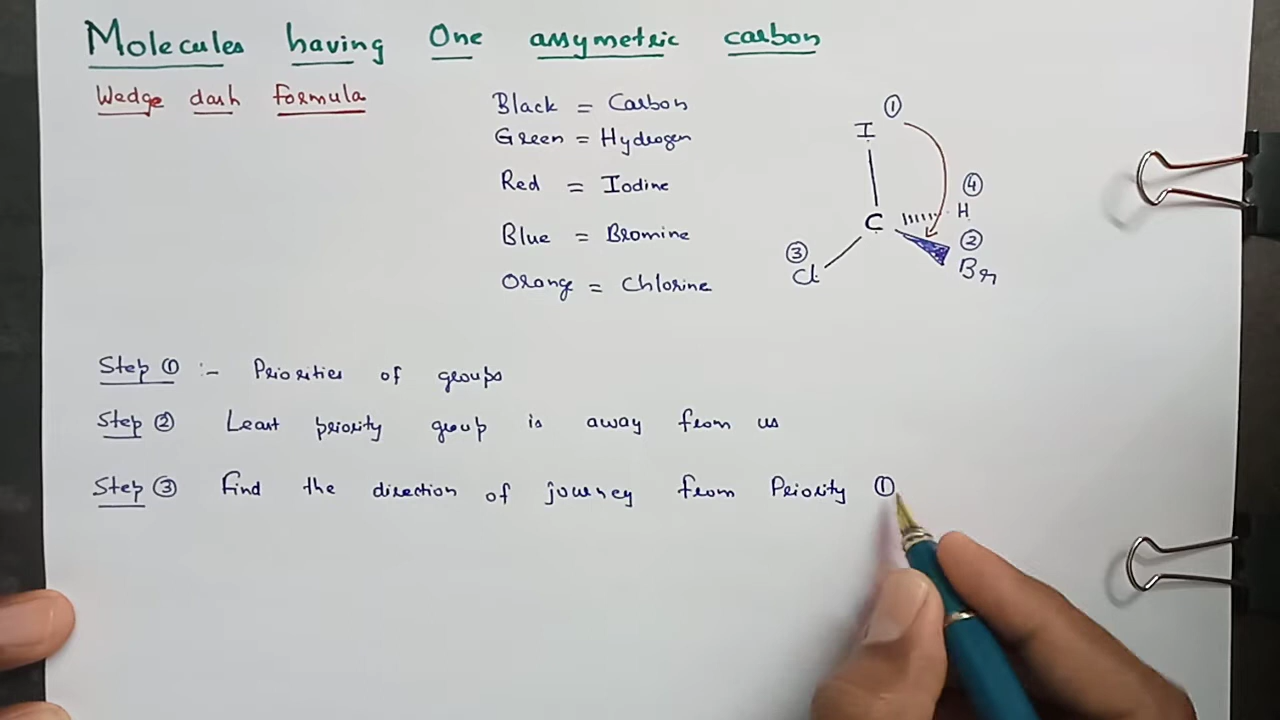 Molecules having One assymetric carbon
Wedge dash formula
Black = Carbon
Green = Hydrogen
Red = Iodine
Blue = Bromine
Orange = Chlorine
①
I
④
C H
③ ②
Cl Br
Step ① :- Priorities of groups
Step ② Least priority group is away from us
Step ③ Find the direction of journey from Priority ①